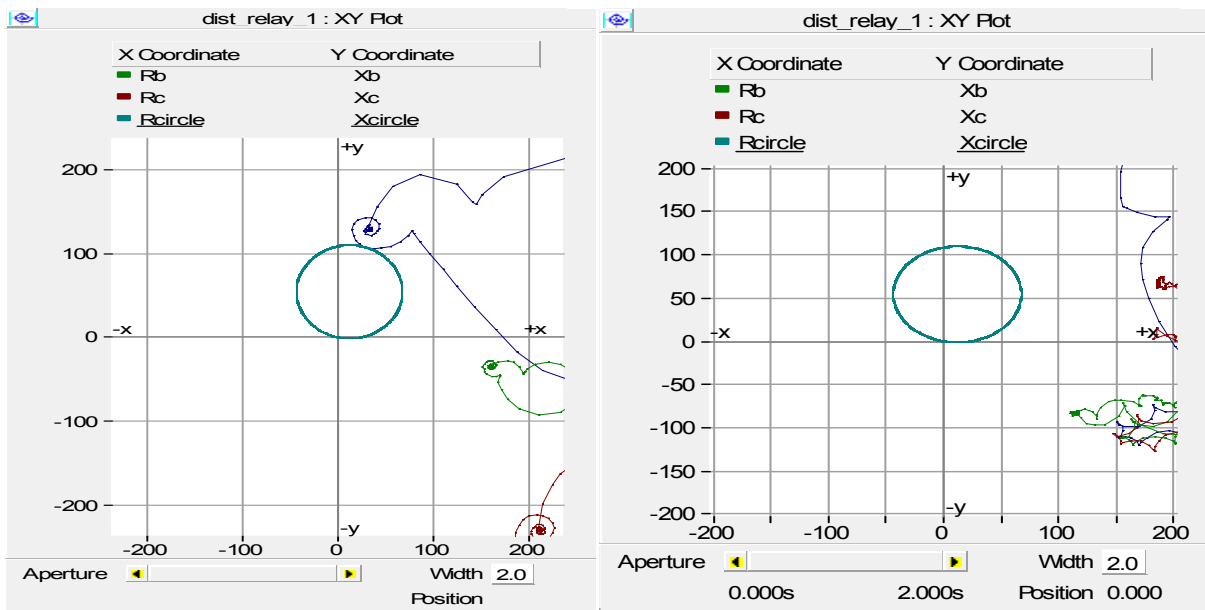 dist_relay_1 : XY Plot
X Coordinate Y Coordinate
Rb Xb
Rc Xc
Rcircle Xcircle
+y
200
100
-x 0 +x
-100
-200
-y
-200 -100 0 100 200
Aperture Width 2.0
Position
dist_relay_1 : XY Plot
X Coordinate Y Coordinate
Rb Xb
Rc Xc
Rcircle Xcircle
200
+y
150
100
50
0
-x +x
-50
-100
-150
-200
-y
-200 -100 0 100 200
Aperture Width 2.0
0.000s 2.000s Position 0.000